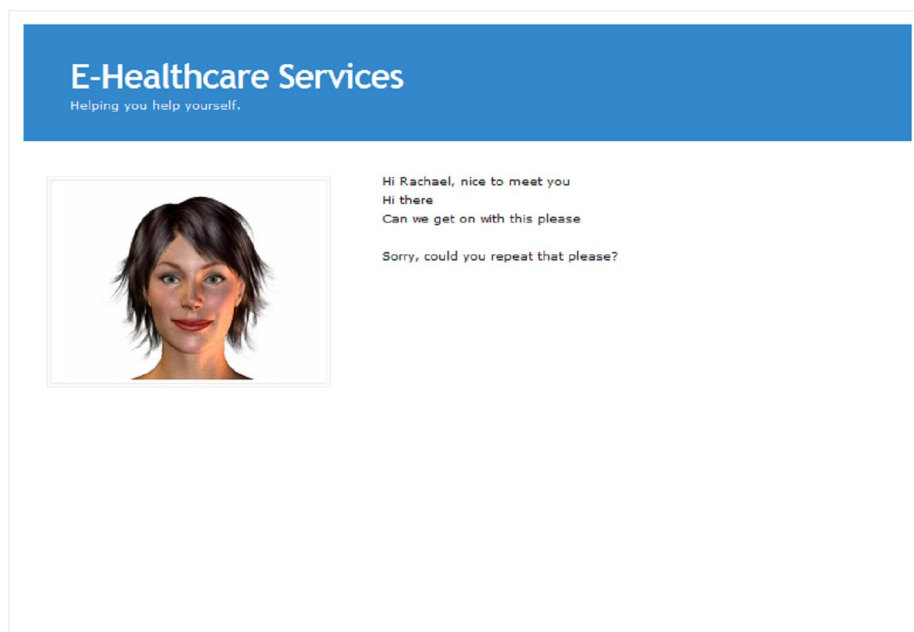 E-Healthcare Services
Helping you help yourself.
Hi Rachael, nice to meet you
Hi there
Can we get on with this please
Sorry, could you repeat that please?